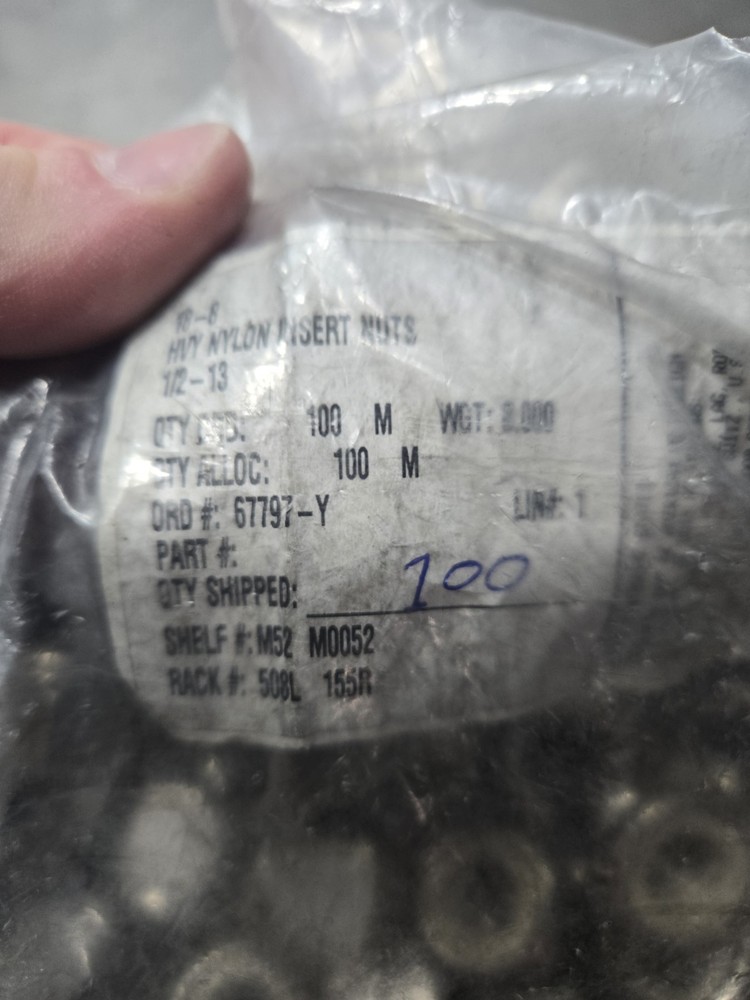 18-8
HVY NYLON INSERT NUTS
1/2-13
QTY ORD: 100 M WGT:
QTY ALLOC: 100 M
ORD #: 67797-Y LIN#: 1
PART #:
QTY SHIPPED: 100
SHELF #: M52 M0052
RACK #: 508L 155R